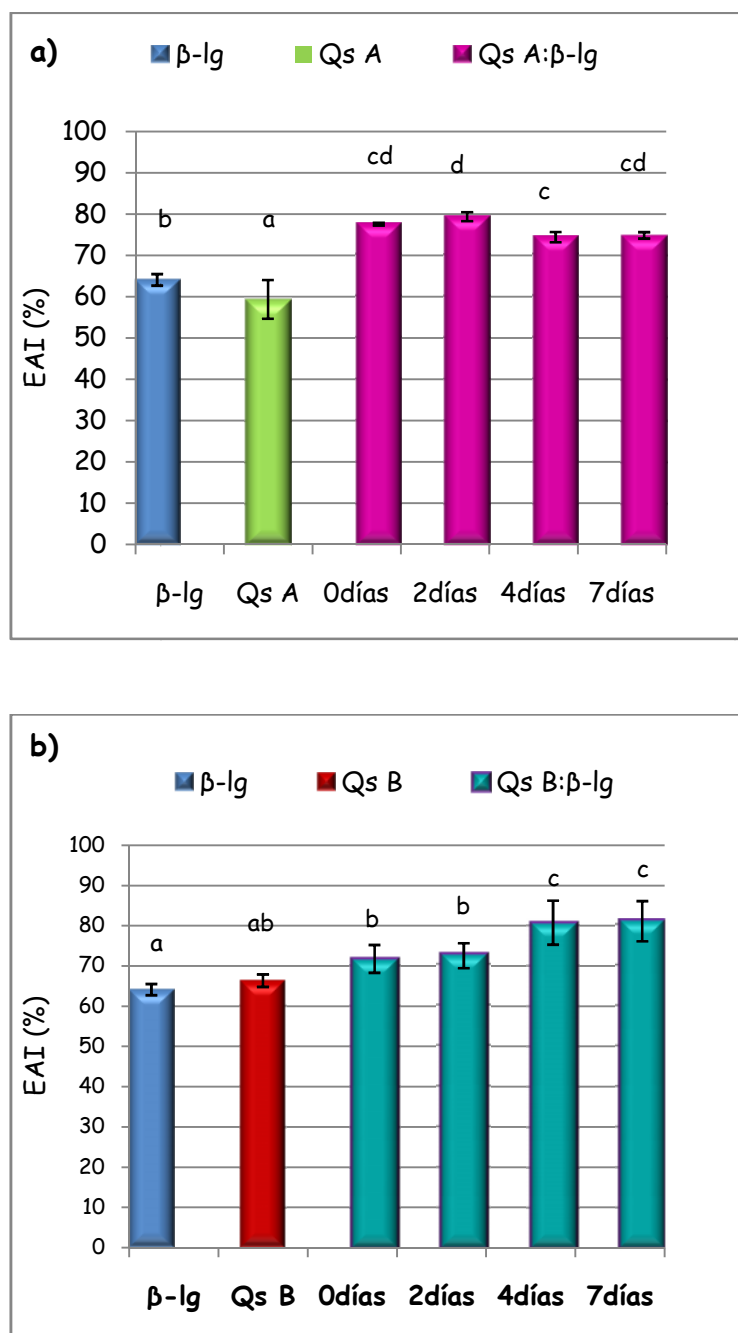 a)
β-lg Qs A Qs A:β-lg
100
90
80
70
60
50
40
30
20
10
0
EAI (%)
b a cd d c cd
β-lg Qs A 0días 2días 4días 7días
b)
β-lg Qs B Qs B:β-lg
100
90
80
70
60
50
40
30
20
10
0
EAI (%)
a ab b b c c
β-lg Qs B 0días 2días 4días 7días